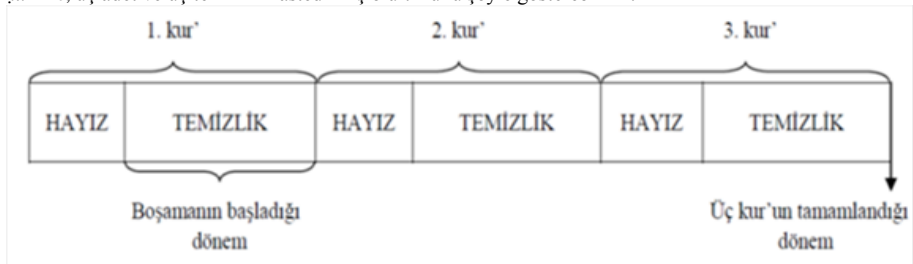 1. kur’ 2. kur’ 3. kur’
HAYIZ TEMİZLİK HAYIZ TEMİZLİK HAYIZ TEMİZLİK
Boşamanın başladığı
dönem
Üç kur’un tamamlandığı
dönem